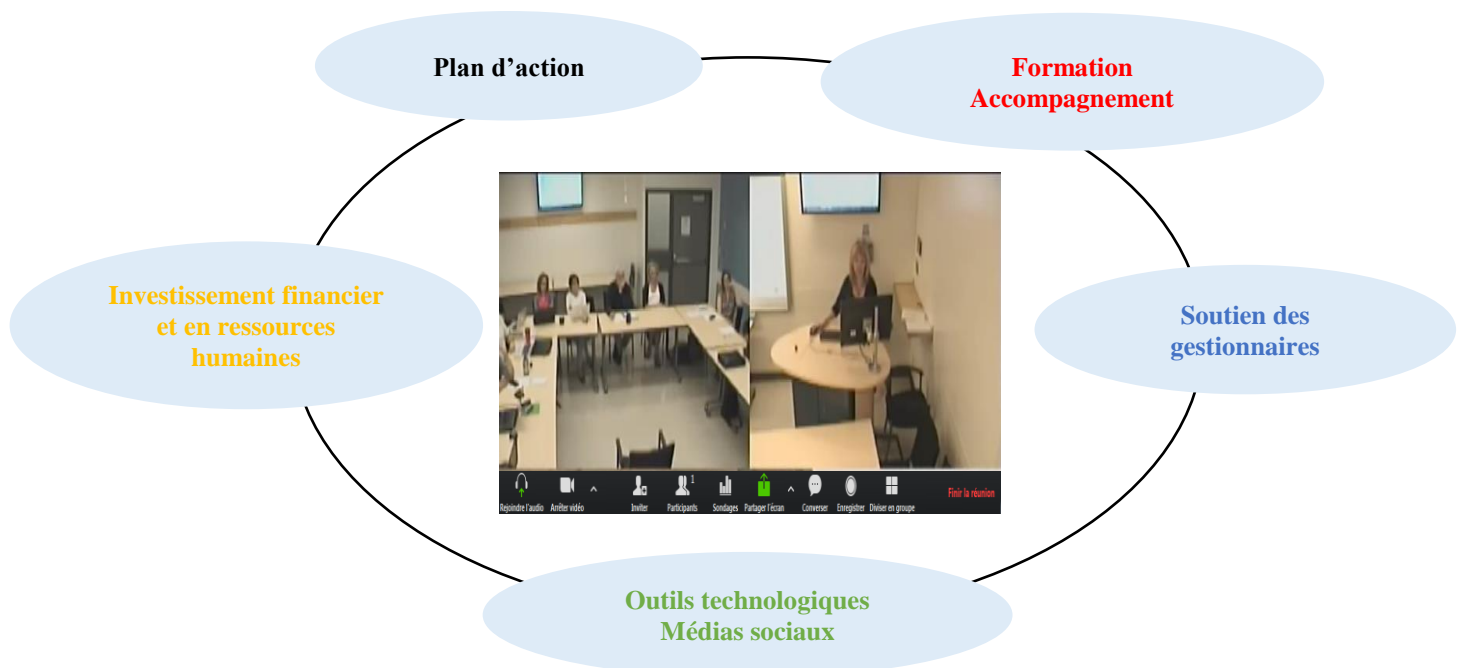 Plan d’action
Formation
Accompagnement
Investissement financier
et en ressources
humaines
Soutien des
gestionnaires
Rejoindre l'audio
Arrêter vidéo
Inviter
Participants
1
Sondages
Partager l'écran
Converser
Enregistrer
Diviser en groupe
Finir la réunion
Outils technologiques
Médias sociaux